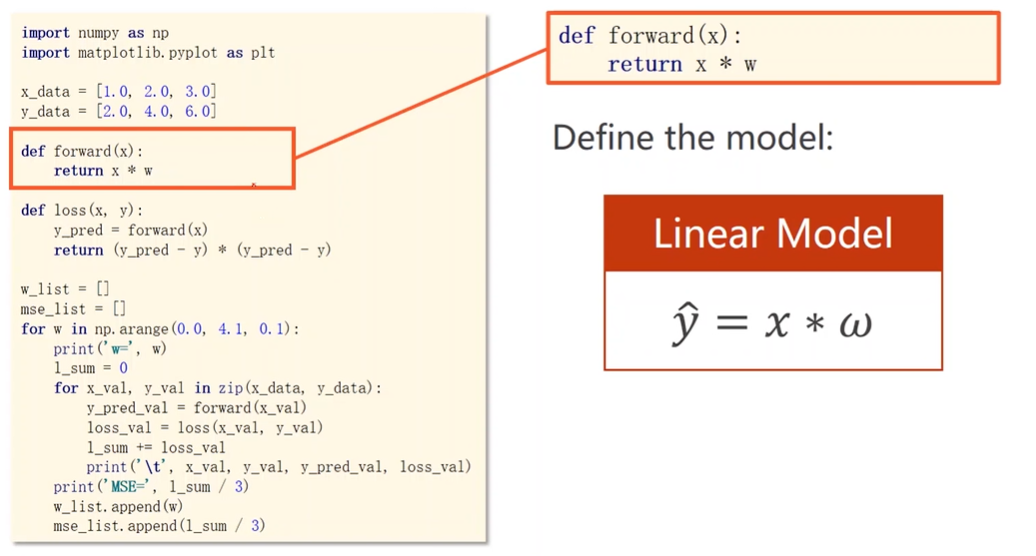 import numpy as np
import matplotlib.pyplot as plt
x_data = [1.0, 2.0, 3.0]
y_data = [2.0, 4.0, 6.0]
def forward(x):
    return x * w
def loss(x, y):
    y_pred = forward(x)
    return (y_pred - y) * (y_pred - y)
w_list = []
mse_list = []
for w in np.arange(0.0, 4.1, 0.1):
    print('w=', w)
    l_sum = 0
    for x_val, y_val in zip(x_data, y_data):
        y_pred_val = forward(x_val)
        loss_val = loss(x_val, y_val)
        l_sum += loss_val
        print('\t', x_val, y_val, y_pred_val, loss_val)
    print('MSE=', l_sum / 3)
    w_list.append(w)
    mse_list.append(l_sum / 3)
def forward(x):
    return x * w
Define the model:
Linear Model
ŷ = x * ω